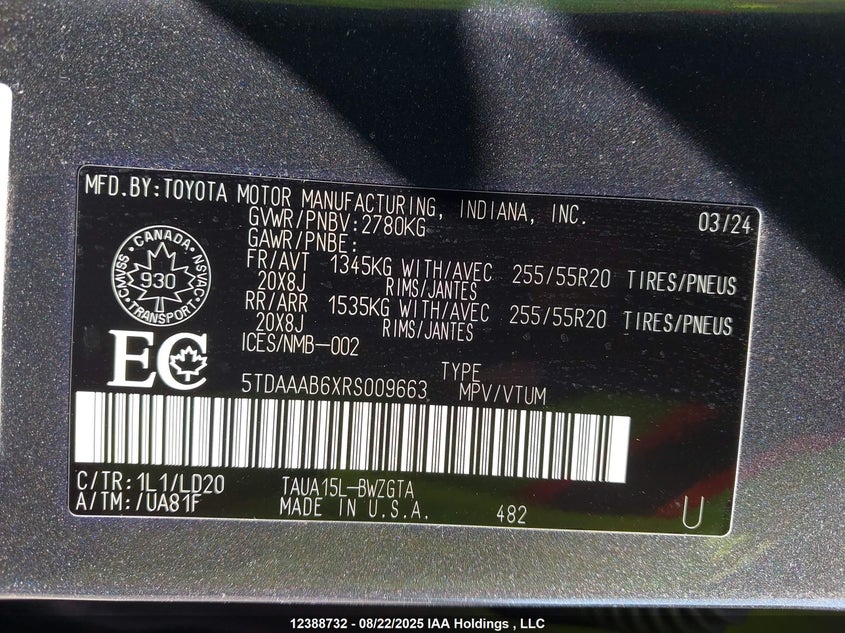 MFD.BY:TOYOTA MOTOR MANUFACTURING, INDIANA, INC. 03/24
GVWR/PNBV:2780KG
GAWR/PNBE:
FR/AVT 1345KG WITH/AVEC 255/55R20 TIRES/PNEUS
20X8J RIMS/JANTES
RR/ARR 1535KG WITH/AVEC 255/55R20 TIRES/PNEUS
20X8J RIMS/JANTES
ICES/NMB-002
CANADA
CMVSS 930 NSVAC
TRANSPORT
EC
TYPE
5TDAAAB6XRS009663 MPV/VTUM
C/TR:1L1/LD20 TAUA15L-BWZGTA
A/TM:/UA81F MADE IN U.S.A. 482 U
12388732 - 08/22/2025 IAA Holdings , LLC